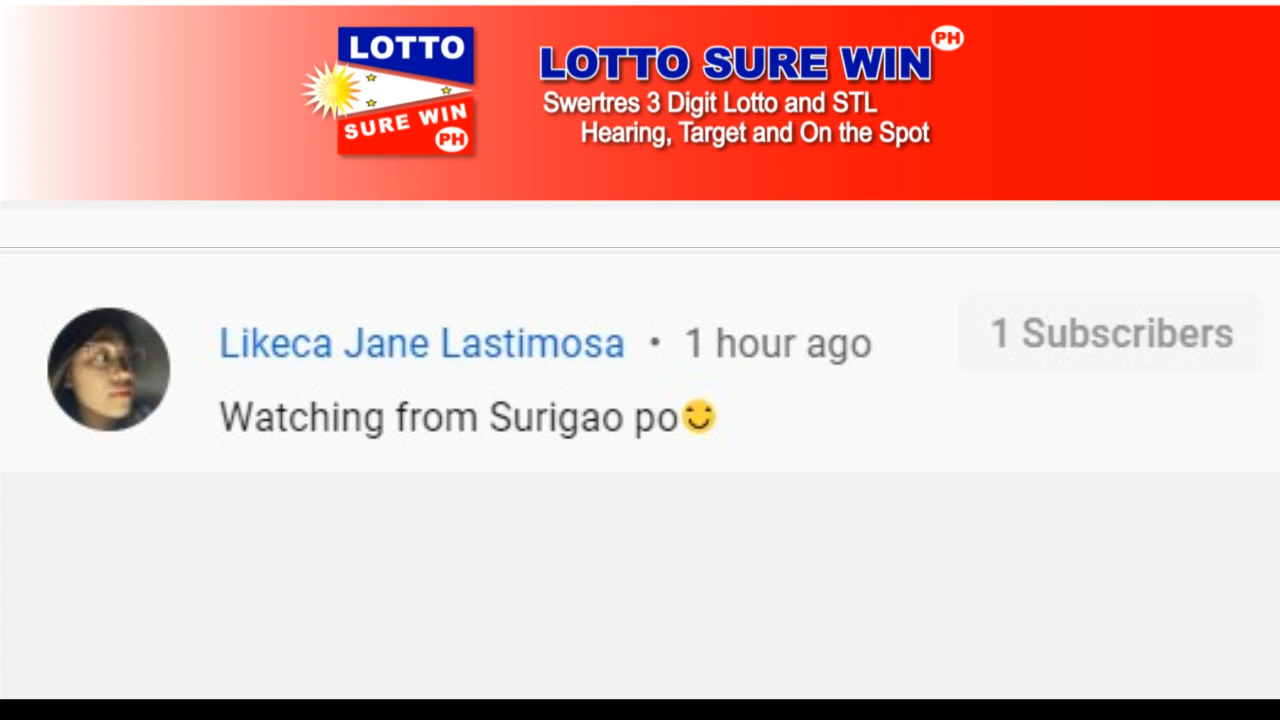 LOTTO
SURE WIN
PH
LOTTO SURE WIN PH
Swertres 3 Digit Lotto and STL
Hearing, Target and On the Spot
Likeca Jane Lastimosa • 1 hour ago
1 Subscribers
Watching from Surigao po😊